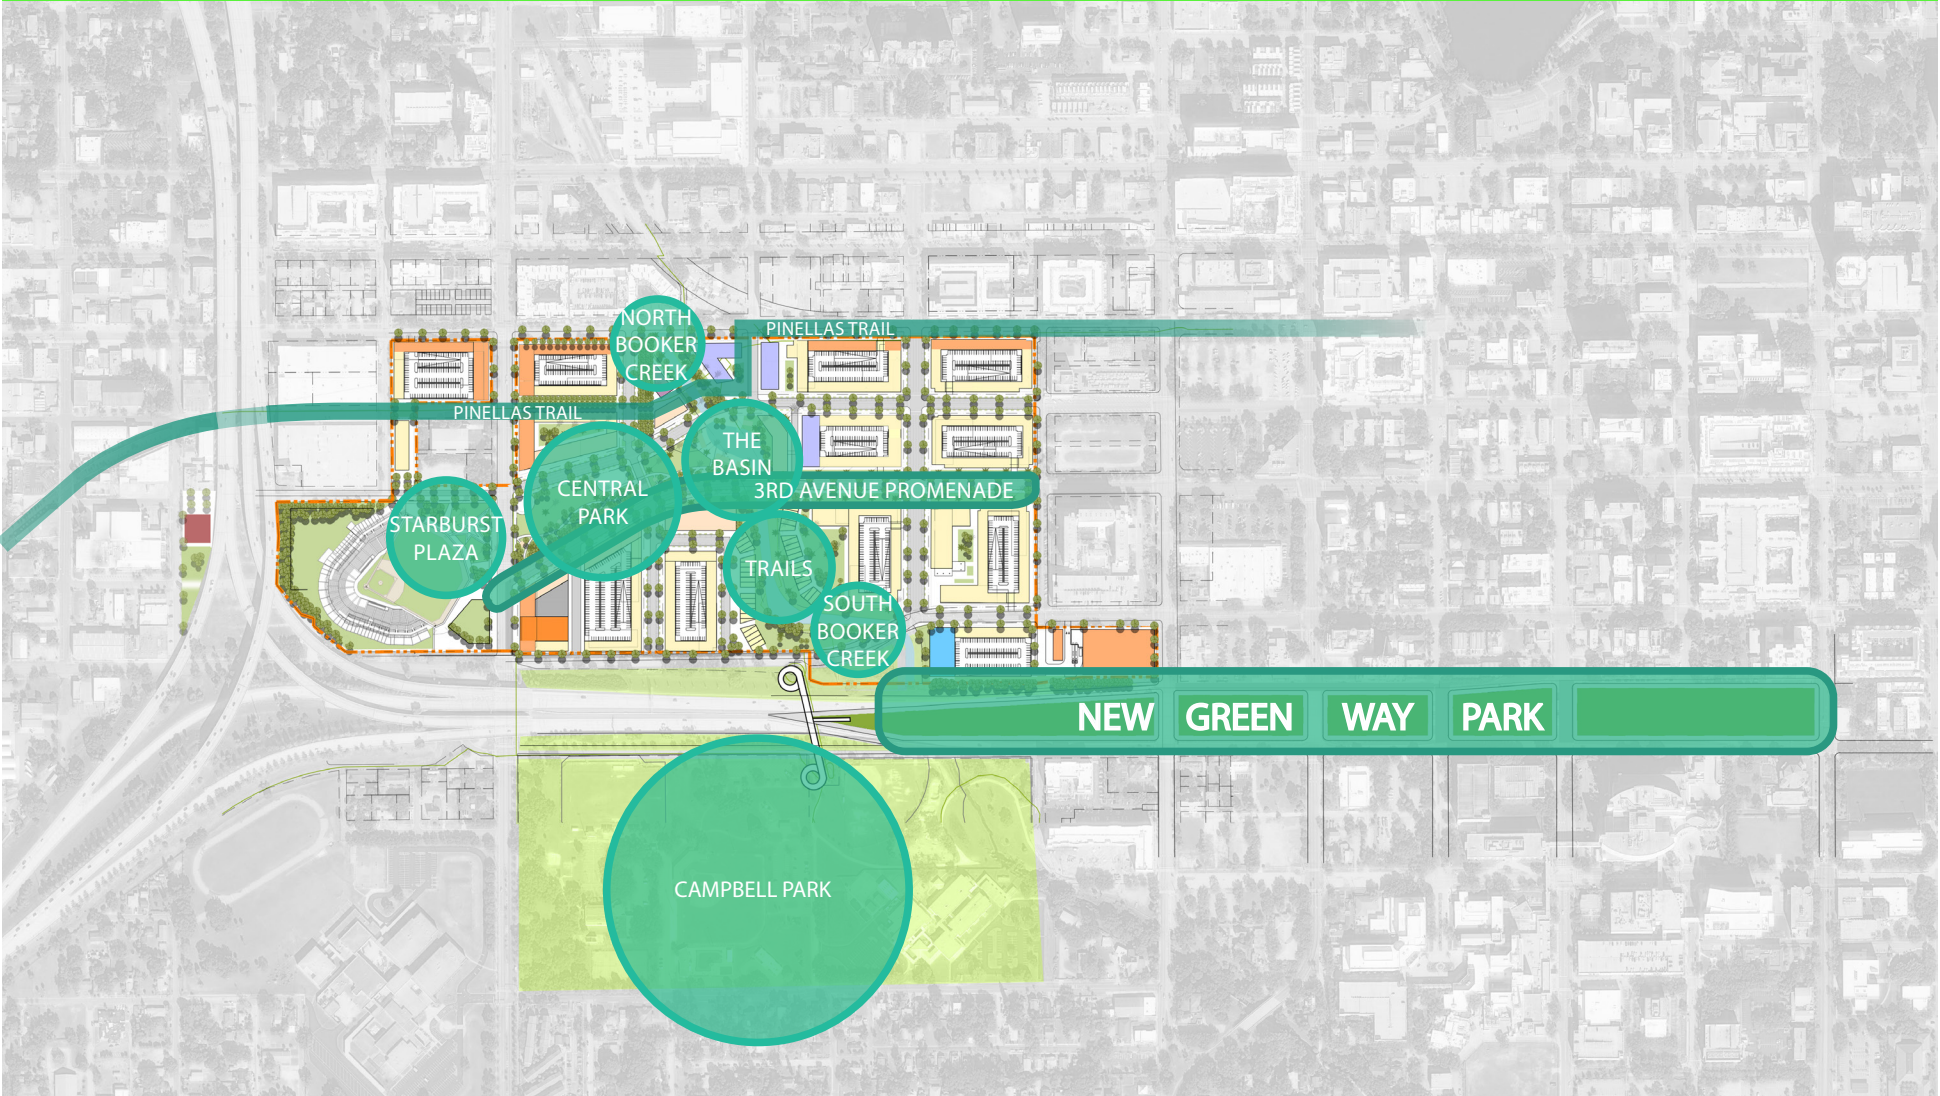 NORTH
BOOKER
CREEK
PINELLAS TRAIL
PINELLAS TRAIL
THE
BASIN
CENTRAL
PARK
3RD AVENUE PROMENADE
STARBURST
PLAZA
TRAILS
SOUTH
BOOKER
CREEK
NEW GREEN WAY PARK
CAMPBELL PARK